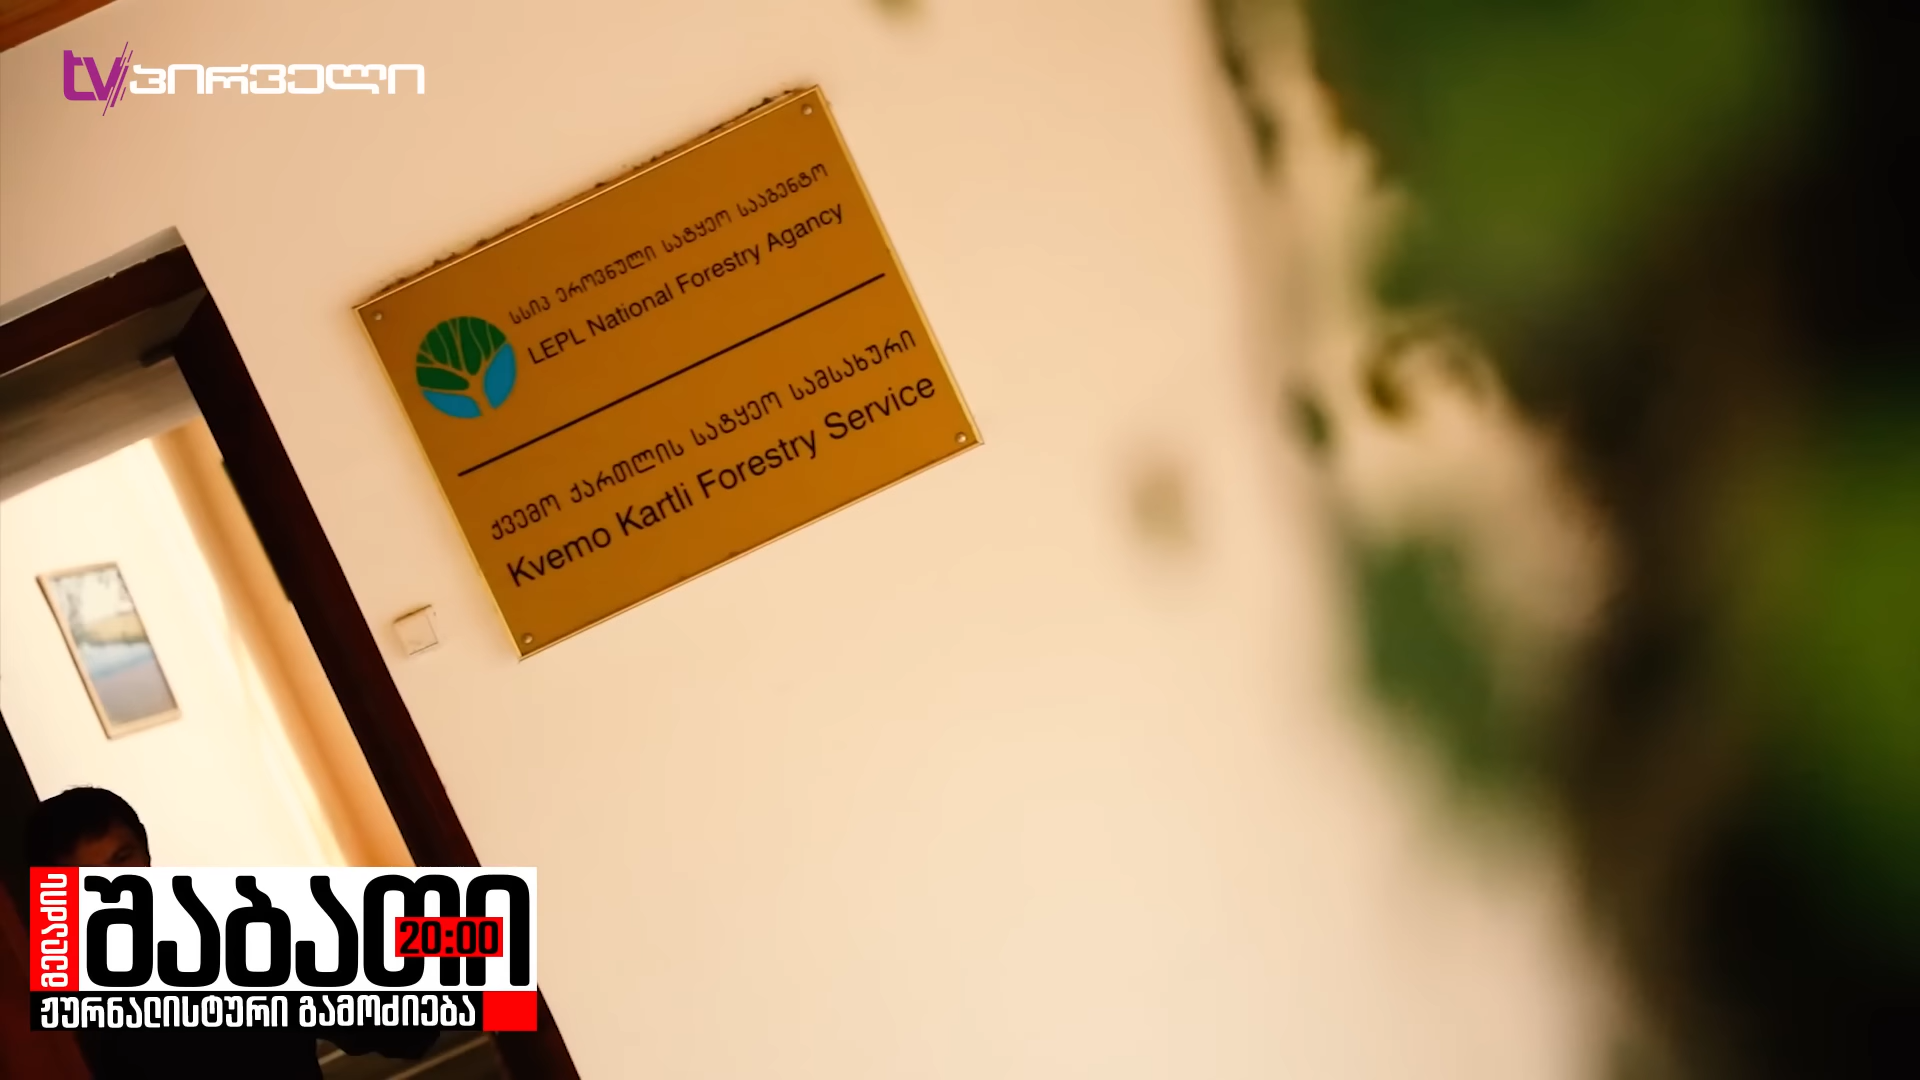 tv პირველი
სსიპ ეროვნული სატყეო სააგენტო
LEPL National Forestry Agancy
ქვემო ქართლის სატყეო სამსახური
Kvemo Kartli Forestry Service
მელაძის
შაბათი
20:00
ჟურნალისტური გამოძიება